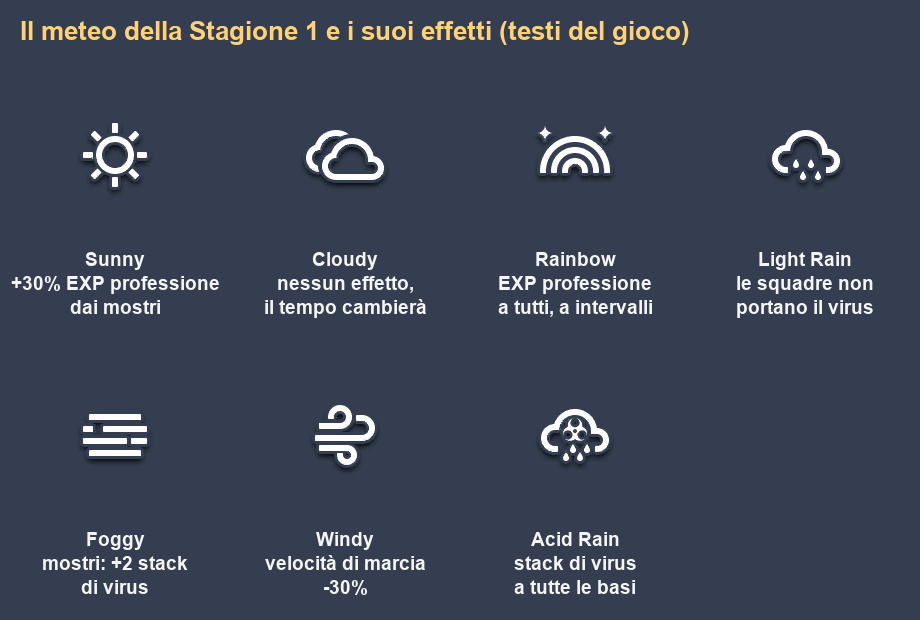 Il meteo della Stagione 1 e i suoi effetti (testi del gioco)
Sunny
+30% EXP professione
dai mostri
Cloudy
nessun effetto,
il tempo cambierà
Rainbow
EXP professione
a tutti, a intervalli
Light Rain
le squadre non
portano il virus
Foggy
mostri: +2 stack
di virus
Windy
velocità di marcia
-30%
Acid Rain
stack di virus
a tutte le basi